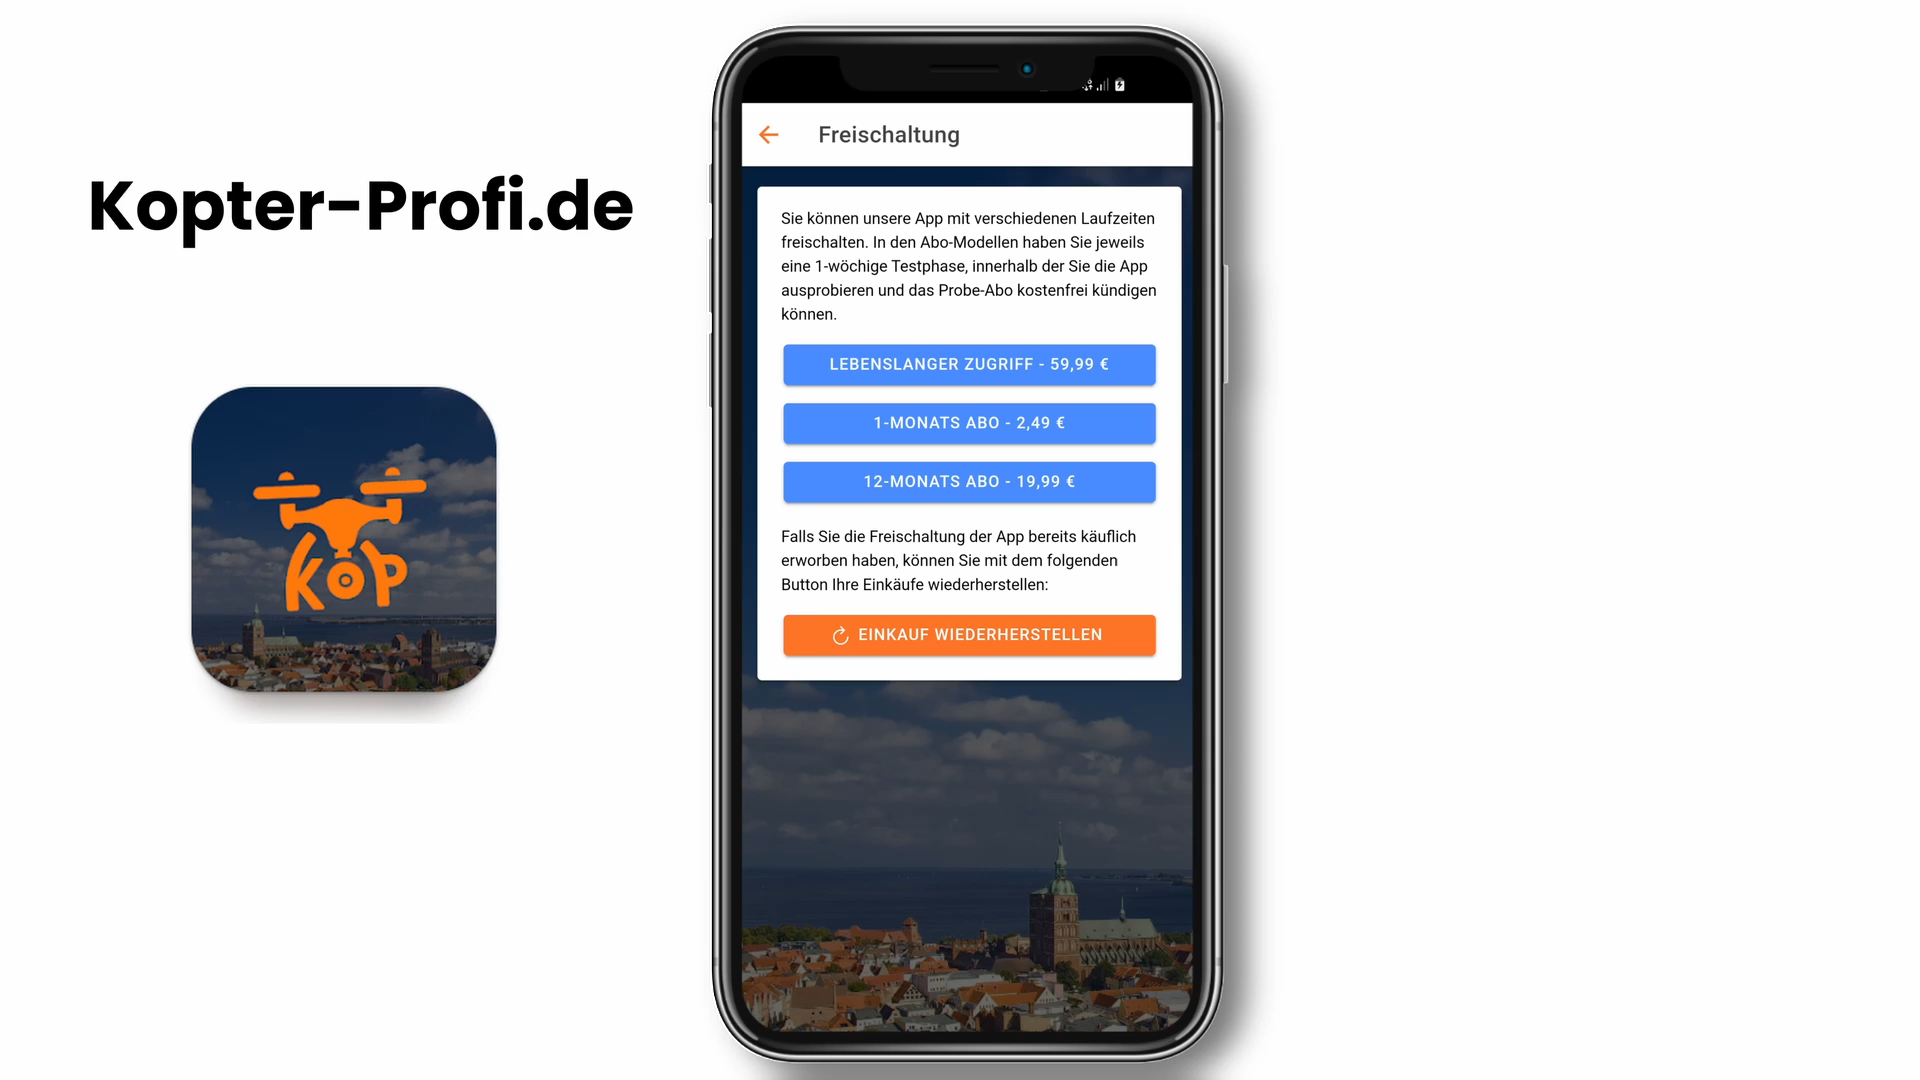 Kopter-Profi.de
KOP
Freischaltung
Sie können unsere App mit verschiedenen Laufzeiten
freischalten. In den Abo-Modellen haben Sie jeweils
eine 1-wöchige Testphase, innerhalb der Sie die App
ausprobieren und das Probe-Abo kostenfrei kündigen
können.
LEBENSLANGER ZUGRIFF - 59,99 €
1-MONATS ABO - 2,49 €
12-MONATS ABO - 19,99 €
Falls Sie die Freischaltung der App bereits käuflich
erworben haben, können Sie mit dem folgenden
Button Ihre Einkäufe wiederherstellen:
EINKAUF WIEDERHERSTELLEN